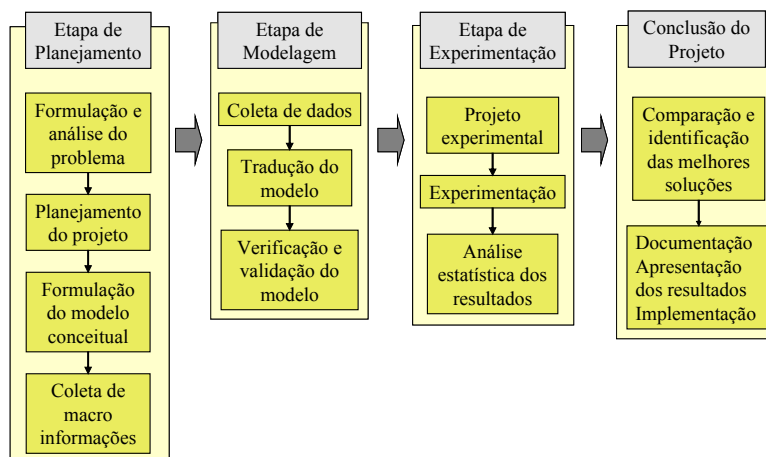 Etapa de
Planejamento
Formulação e
análise do
problema
Planejamento
do projeto
Formulação
do modelo
conceitual
Coleta de
macro
informações
Etapa de
Modelagem
Coleta de dados
Tradução do
modelo
Verificação e
validação do
modelo
Etapa de
Experimentação
Projeto
experimental
Experimentação
Análise
estatística dos
resultados
Conclusão do
Projeto
Comparação e
identificação
das melhores
soluções
Documentação
Apresentação
dos resultados
Implementação